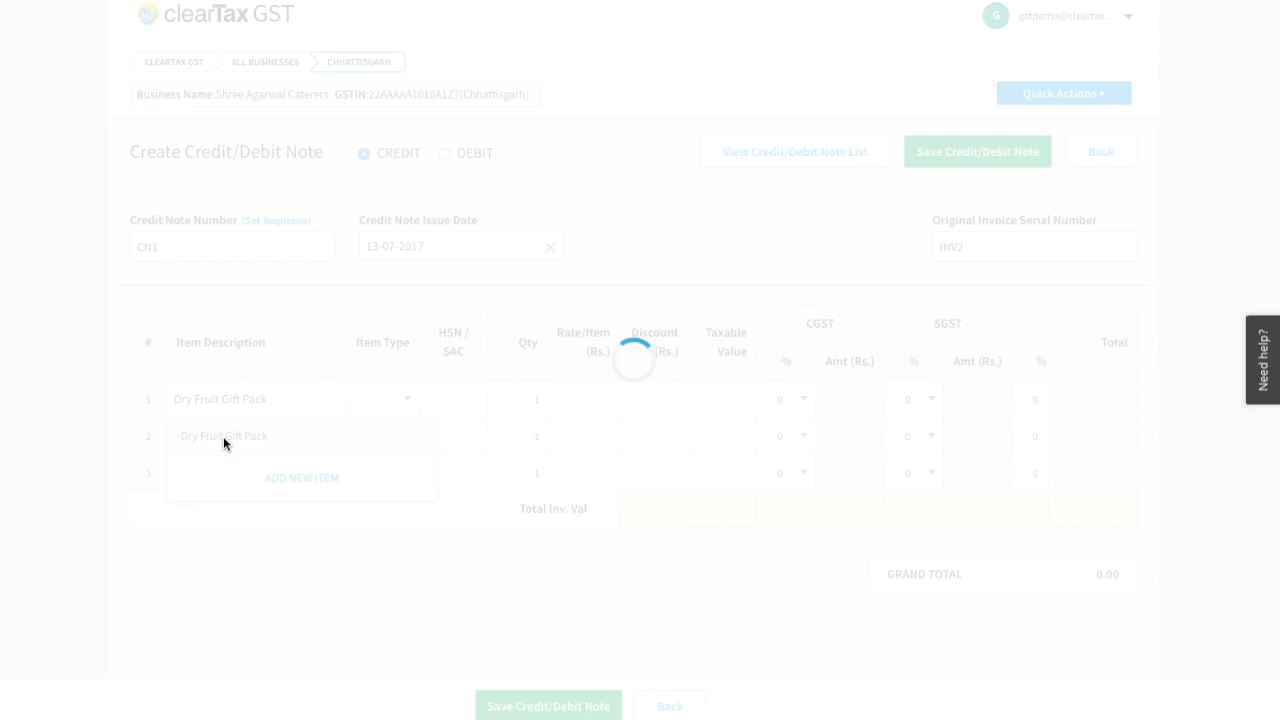 clearTax GST
G gstdemo@cleartax...
CLEARTAX GST ALL BUSINESSES CHHATTISGARH
Business Name:Shree Agarwal Caterers GSTIN:22AAAAA1010A1Z7(Chhattisgarh)
Quick Actions +
Create Credit/Debit Note CREDIT DEBIT
View Credit/Debit Note List Save Credit/Debit Note Back
Credit Note Number (Set Sequence) Credit Note Issue Date Original Invoice Serial Number
CN1 13-07-2017 INV2
CGST SGST
# Item Description Item Type HSN / SAC Qty Rate/Item (Rs.) Discount (Rs.) Taxable Value Total
% Amt (Rs.) % Amt (Rs.) %
1 Dry Fruit Gift Pack 1 0 0 0
2 Dry Fruit Gift Pack 1 0 0 0
3 ADD NEW ITEM 1 0 0 0
Total Inv. Val
GRAND TOTAL 0.00
Save Credit/Debit Note Back
Need help?